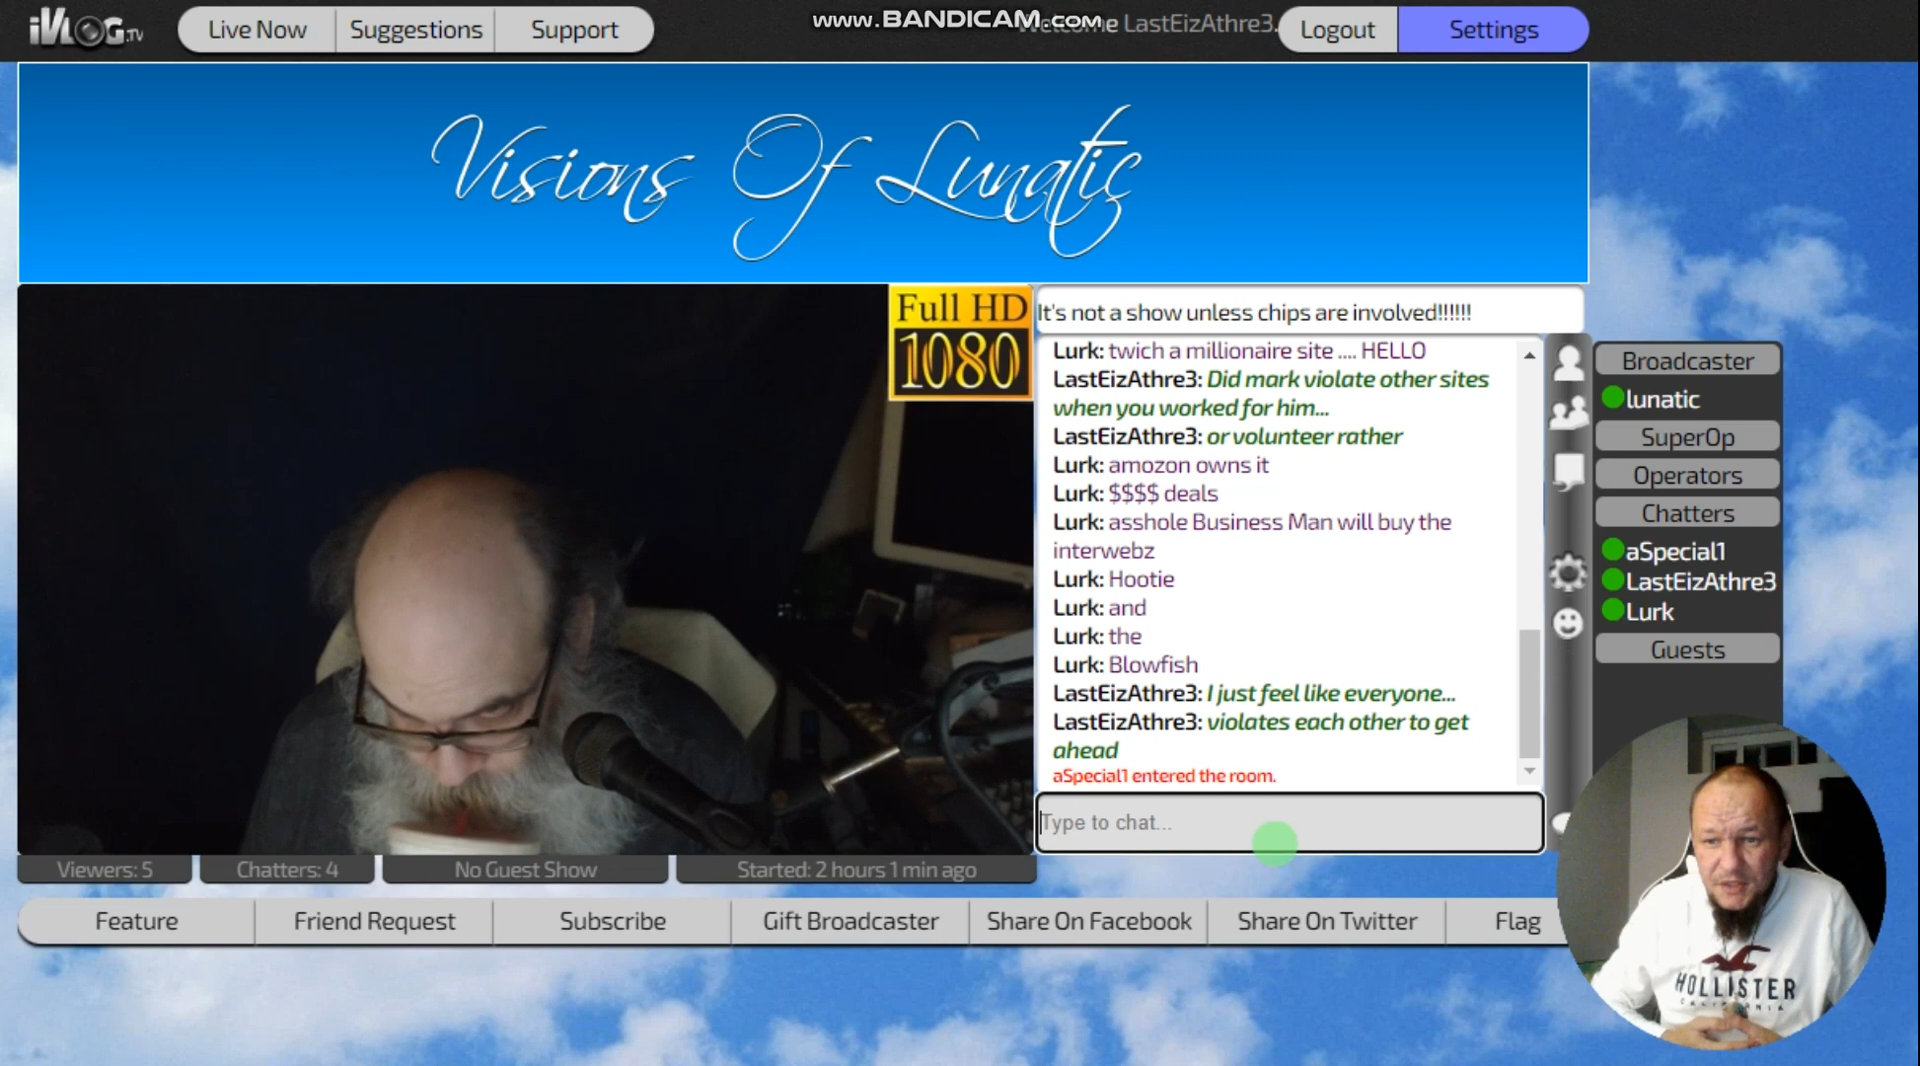 iVLOG.TV
Live Now
Suggestions
Support
www.BANDICAM.com
Welcome LastEizAthre3.
Logout
Settings
Visions Of Lunatic
Full HD
1080
It's not a show unless chips are involved!!!!!!
Lurk: twich a millionaire site .... HELLO
LastEizAthre3: Did mark violate other sites
when you worked for him...
LastEizAthre3: or volunteer rather
Lurk: amozon owns it
Lurk: $$$$ deals
Lurk: asshole Business Man will buy the
interwebz
Lurk: Hootie
Lurk: and
Lurk: the
Lurk: Blowfish
LastEizAthre3: I just feel like everyone...
LastEizAthre3: violates each other to get
ahead
aSpecial1 entered the room.
Type to chat...
Broadcaster
lunatic
SuperOp
Operators
Chatters
aSpecial1
LastEizAthre3
Lurk
Guests
Viewers: 5
Chatters: 4
No Guest Show
Started: 2 hours 1 min ago
Feature
Friend Request
Subscribe
Gift Broadcaster
Share On Facebook
Share On Twitter
Flag
HOLLISTER
CALIFORNIA